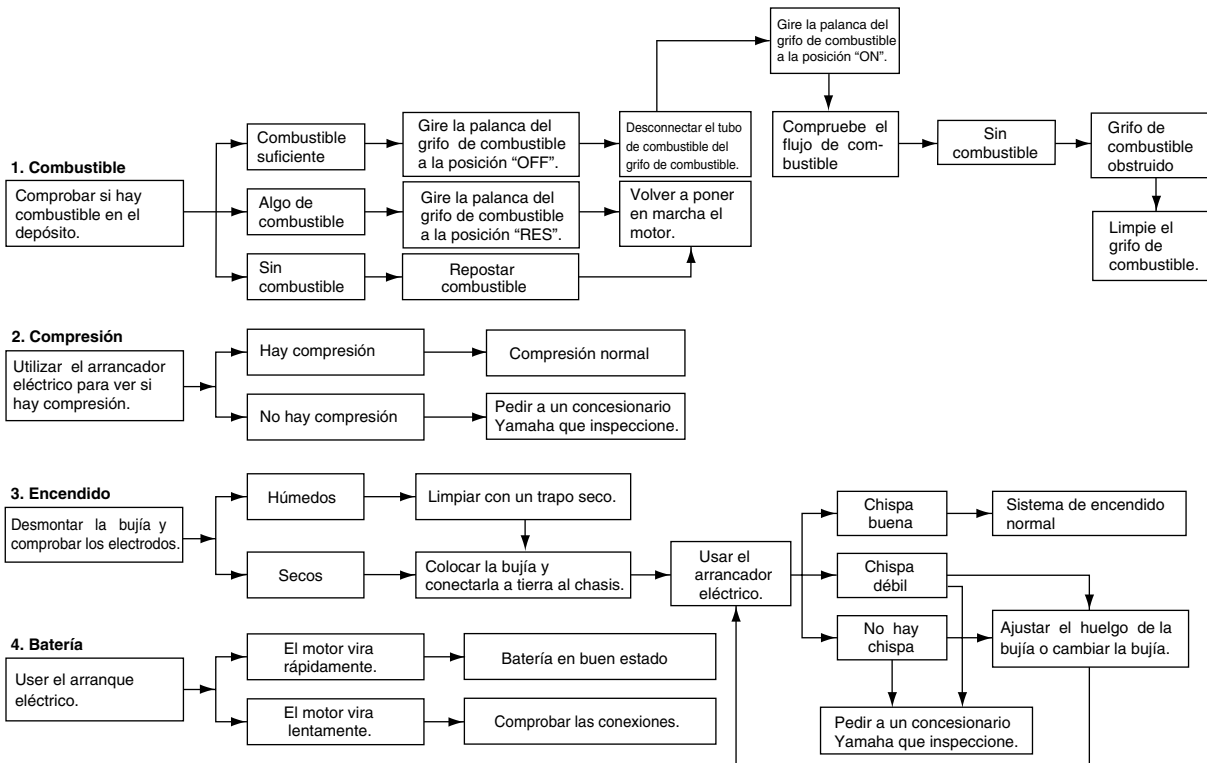 1. Combustible
Comprobar si hay
combustible en el
depósito.
Combustible
suficiente
Gire la palanca del
grifo de combustible
a la posición “OFF”.
Desconnectar el tubo
de combustible del
grifo de combustible.
Gire la palanca del
grifo de combustible
a la posición “ON”.
Compruebe el
flujo de com-
bustible
Sin
combustible
Grifo de
combustible
obstruido
Limpie el
grifo de
combustible.
Algo de
combustible
Gire la palanca del
grifo de combustible
a la posición “RES”.
Volver a poner
en marcha el
motor.
Sin
combustible
Repostar
combustible
2. Compresión
Utilizar el arrancador
eléctrico para ver si
hay compresión.
Hay compresión
Compresión normal
No hay compresión
Pedir a un concesionario
Yamaha que inspeccione.
3. Encendido
Desmontar la bujía y
comprobar los electrodos.
Húmedos
Limpiar con un trapo seco.
Secos
Colocar la bujía y
conectarla a tierra al chasis.
Usar el
arrancador
eléctrico.
Chispa
buena
Sistema de encendido
normal
Chispa
débil
No hay
chispa
Ajustar el huelgo de la
bujía o cambiar la bujía.
Pedir a un concesionario
Yamaha que inspeccione.
4. Batería
User el arranque
eléctrico.
El motor vira
rápidamente.
Batería en buen estado
El motor vira
lentamente.
Comprobar las conexiones.